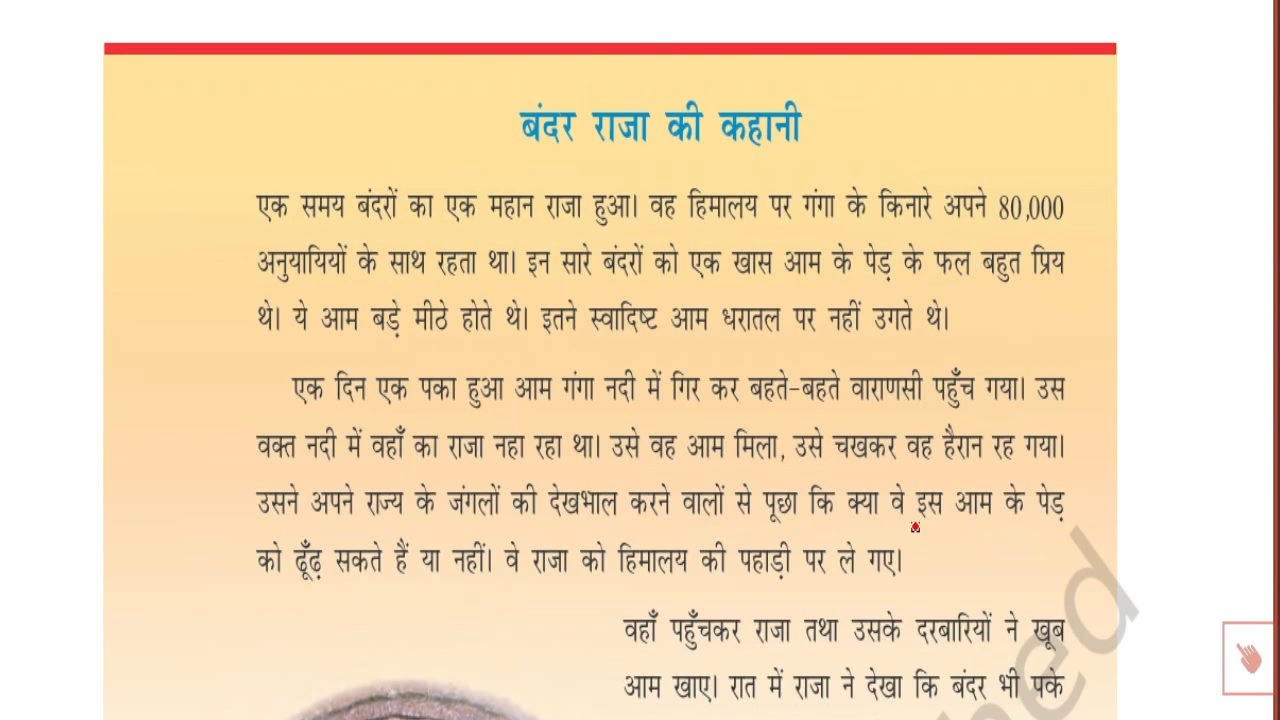 बंदर राजा की कहानी
एक समय बंदरों का एक महान राजा हुआ। वह हिमालय पर गंगा के किनारे अपने 80,000
अनुयायियों के साथ रहता था। इन सारे बंदरों को एक खास आम के पेड़ के फल बहुत प्रिय
थे। ये आम बड़े मीठे होते थे। इतने स्वादिष्ट आम धरातल पर नहीं उगते थे।
एक दिन एक पका हुआ आम गंगा नदी में गिर कर बहते-बहते वाराणसी पहुँच गया। उस
वक्त नदी में वहाँ का राजा नहा रहा था। उसे वह आम मिला, उसे चखकर वह हैरान रह गया।
उसने अपने राज्य के जंगलों की देखभाल करने वालों से पूछा कि क्या वे इस आम के पेड़
को ढूँढ़ सकते हैं या नहीं। वे राजा को हिमालय की पहाड़ी पर ले गए।
वहाँ पहुँचकर राजा तथा उसके दरबारियों ने खूब
आम खाए। रात में राजा ने देखा कि बंदर भी पके